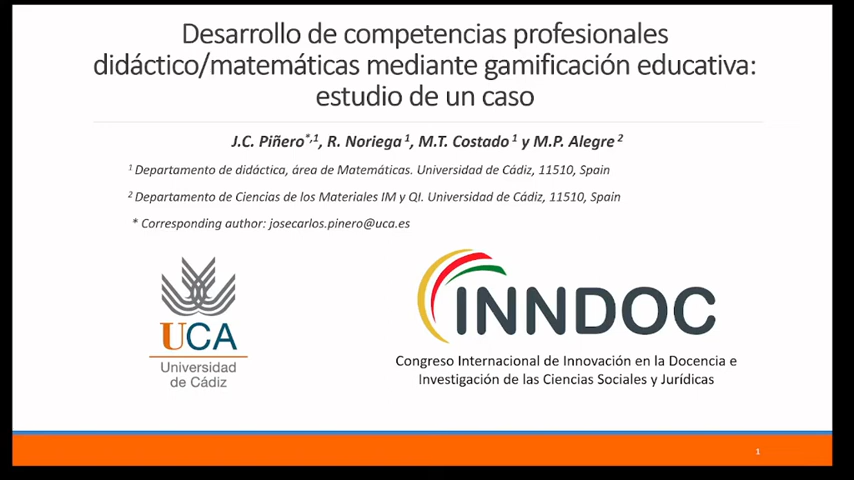 Desarrollo de competencias profesionales
didáctico/matemáticas mediante gamificación educativa:
estudio de un caso
J.C. Piñero*,1, R. Noriega 1, M.T. Costado 1 y M.P. Alegre 2
1 Departamento de didáctica, área de Matemáticas. Universidad de Cádiz, 11510, Spain
2 Departamento de Ciencias de los Materiales IM y QI. Universidad de Cádiz, 11510, Spain
* Corresponding author: josecarlos.pinero@uca.es
UCA
Universidad
de Cádiz
INNDOC
Congreso Internacional de Innovación en la Docencia e
Investigación de las Ciencias Sociales y Jurídicas
1